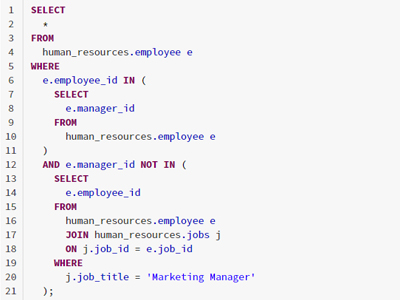 1 SELECT
2   *
3 FROM
4   human_resources.employee e
5 WHERE
6   e.employee_id IN (
7     SELECT
8       e.manager_id
9     FROM
10       human_resources.employee e
11   )
12   AND e.manager_id NOT IN (
13     SELECT
14       e.employee_id
15     FROM
16       human_resources.employee e
17       JOIN human_resources.jobs j
18       ON j.job_id = e.job_id
19     WHERE
20       j.job_title = 'Marketing Manager'
21   );